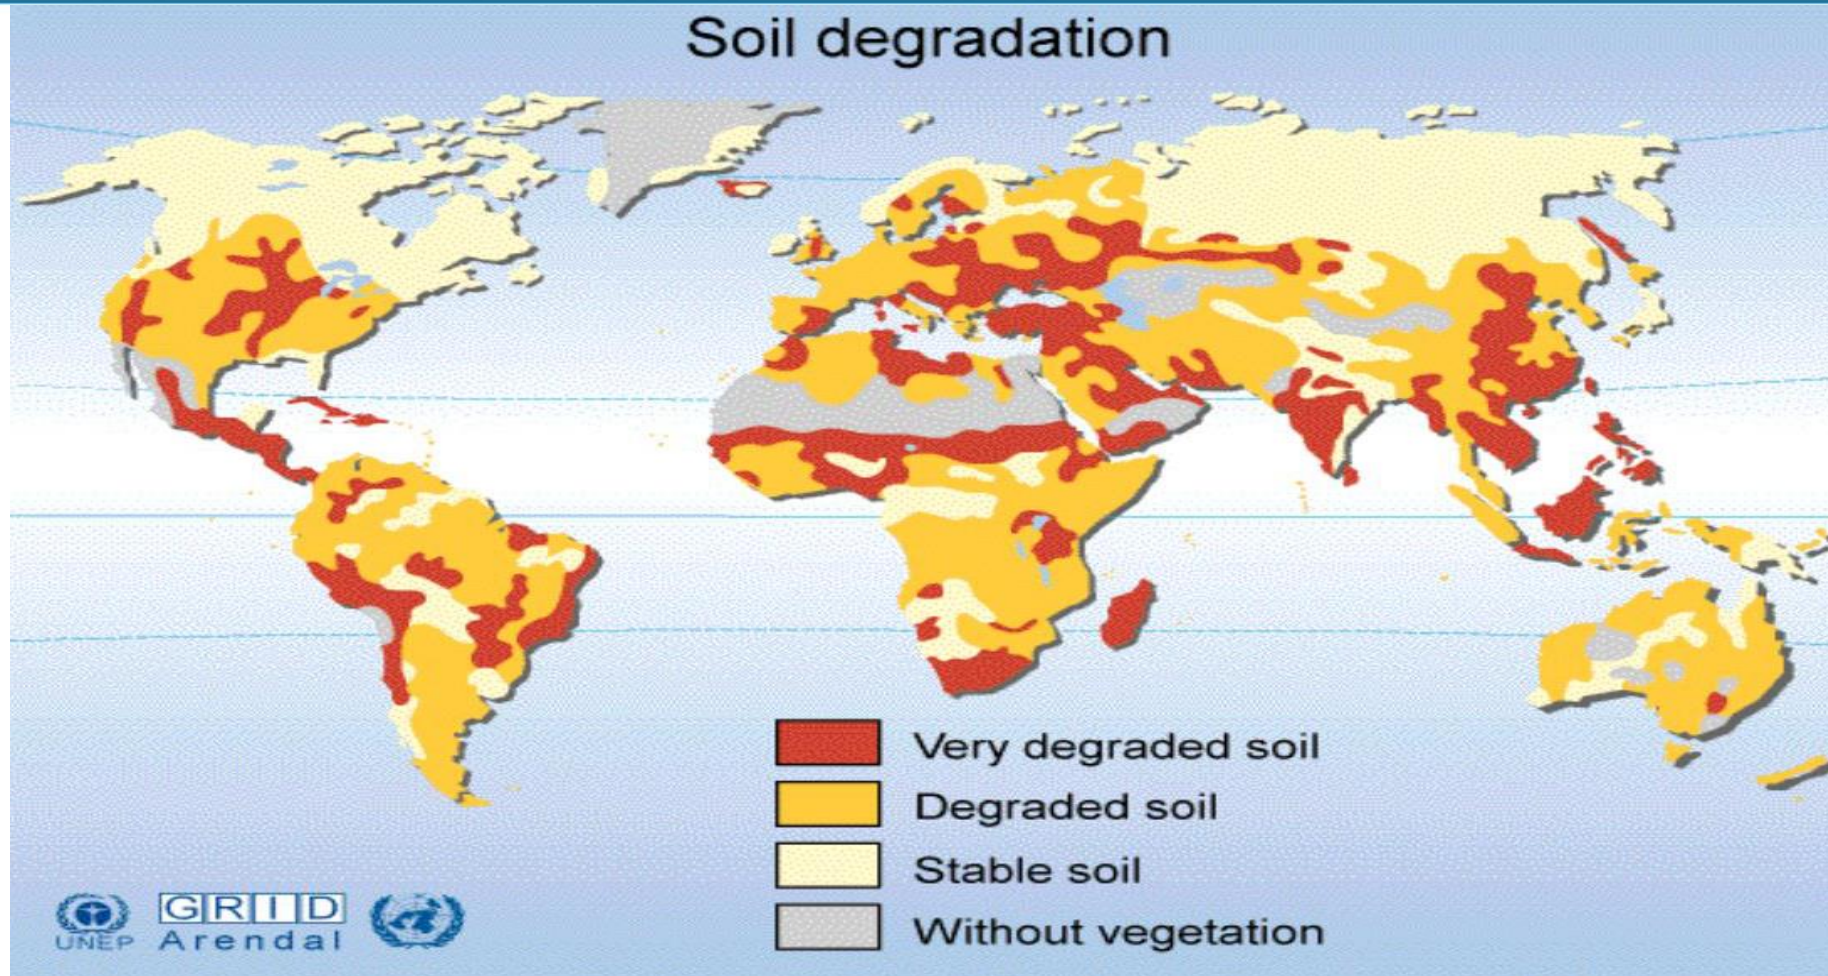 Soil degradation
Very degraded soil
Degraded soil
Stable soil
Without vegetation
UNEP
GRID
Arendal